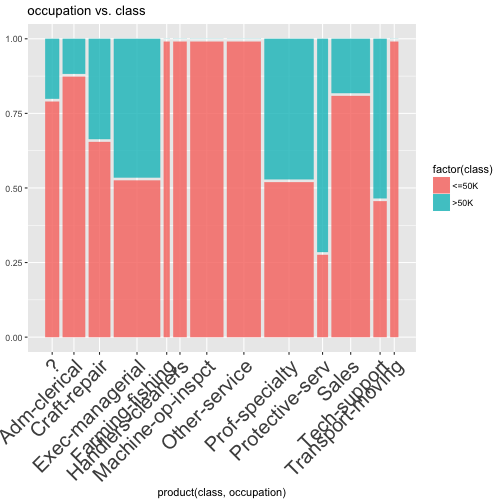 occupation vs. class
1.00
0.75
0.50
0.25
0.00
?
Adm-clerical
Craft-repair
Exec-managerial
Farming-fishing
Handlers-cleaners
Machine-op-inspct
Other-service
Prof-specialty
Protective-serv
Sales
Tech-support
Transport-moving
product(class, occupation)
factor(class)
<=50K
>50K